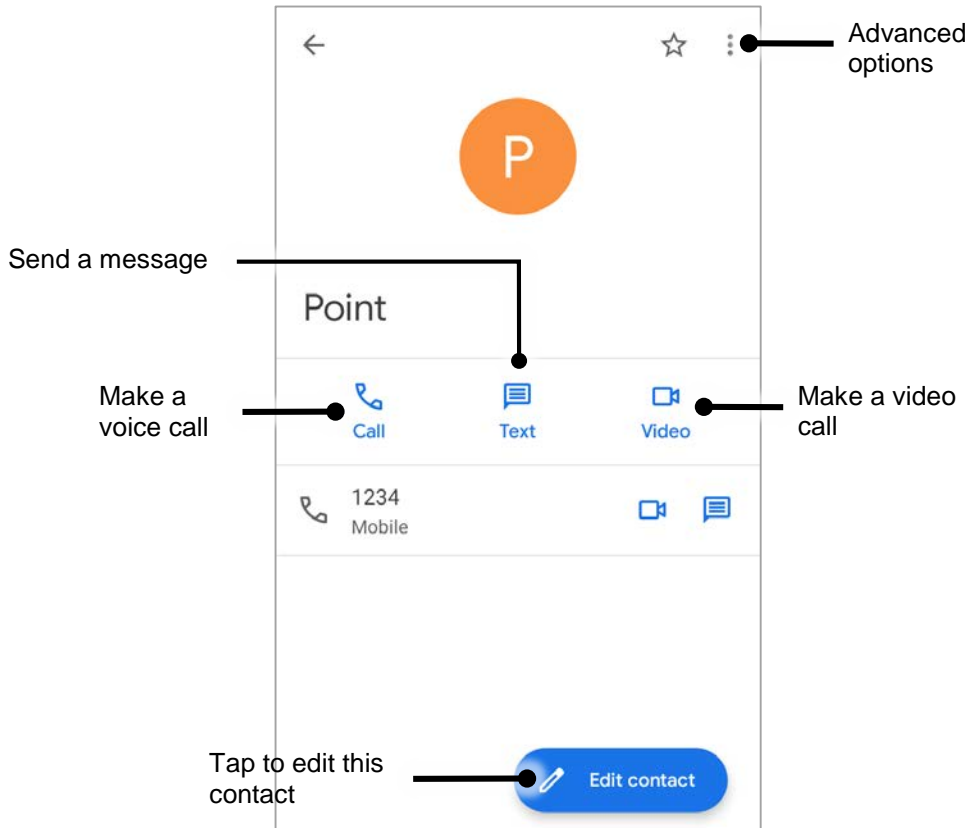 Advanced
options
P
Send a message
Point
Make a
voice call
Call
Text
Video
Make a video
call
1234
Mobile
Tap to edit this
contact
Edit contact